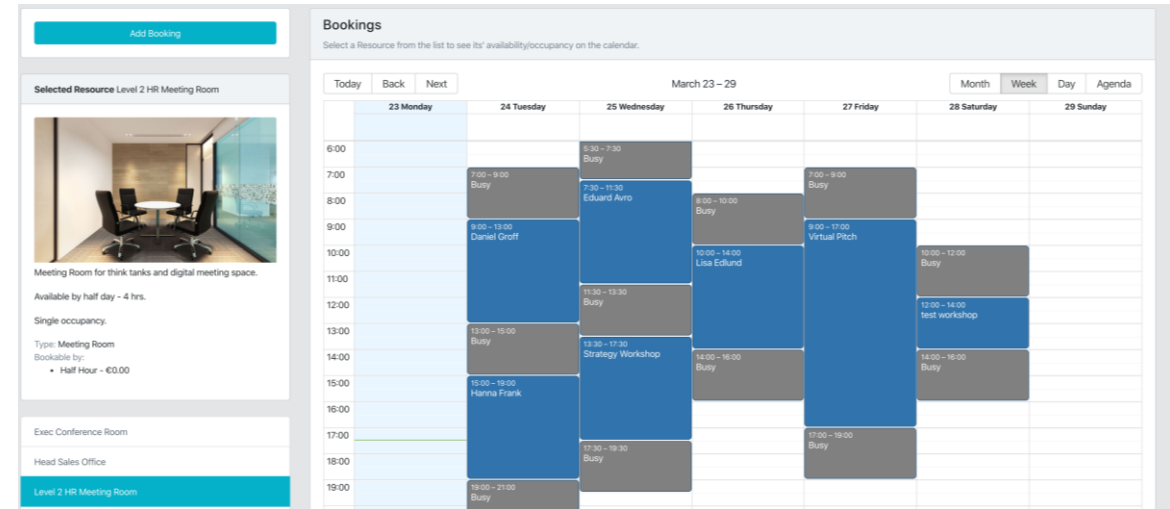 Add Booking
Selected Resource Level 2 HR Meeting Room
Meeting Room for think tanks and digital meeting space.
Available by half day - 4 hrs.
Single occupancy.
Type: Meeting Room
Bookable by:
• Half Hour - €0.00
Exec Conference Room
Head Sales Office
Level 2 HR Meeting Room
Bookings
Select a Resource from the list to see its' availability/occupancy on the calendar.
Today Back Next
March 23 – 29
Month Week Day Agenda
23 Monday 24 Tuesday 25 Wednesday 26 Thursday 27 Friday 28 Saturday 29 Sunday
6:00
7:00
8:00
9:00
10:00
11:00
12:00
13:00
14:00
15:00
16:00
17:00
18:00
19:00
7:00 – 9:00
Busy
9:00 – 13:00
Daniel Groff
13:00 – 15:00
Busy
15:00 – 19:00
Hanna Frank
19:00 – 21:00
Busy
5:30 – 7:30
Busy
7:30 – 11:30
Eduard Avro
11:30 – 13:30
Busy
13:30 – 17:30
Strategy Workshop
17:30 – 19:30
Busy
8:00 – 10:00
Busy
10:00 – 14:00
Lisa Edlund
14:00 – 16:00
Busy
7:00 – 9:00
Busy
9:00 – 17:00
Virtual Pitch
17:00 – 19:00
Busy
10:00 – 12:00
Busy
12:00 – 14:00
test workshop
14:00 – 16:00
Busy